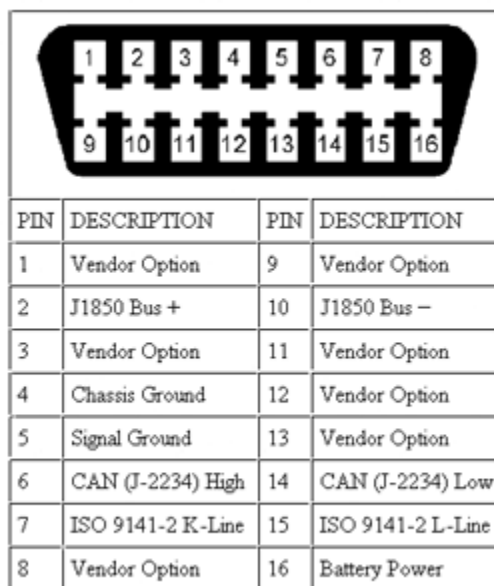 1 2 3 4 5 6 7 8
9 10 11 12 13 14 15 16
PIN DESCRIPTION PIN DESCRIPTION
1 Vendor Option 9 Vendor Option
2 J1850 Bus + 10 J1850 Bus −
3 Vendor Option 11 Vendor Option
4 Chassis Ground 12 Vendor Option
5 Signal Ground 13 Vendor Option
6 CAN (J-2234) High 14 CAN (J-2234) Low
7 ISO 9141-2 K-Line 15 ISO 9141-2 L-Line
8 Vendor Option 16 Battery Power